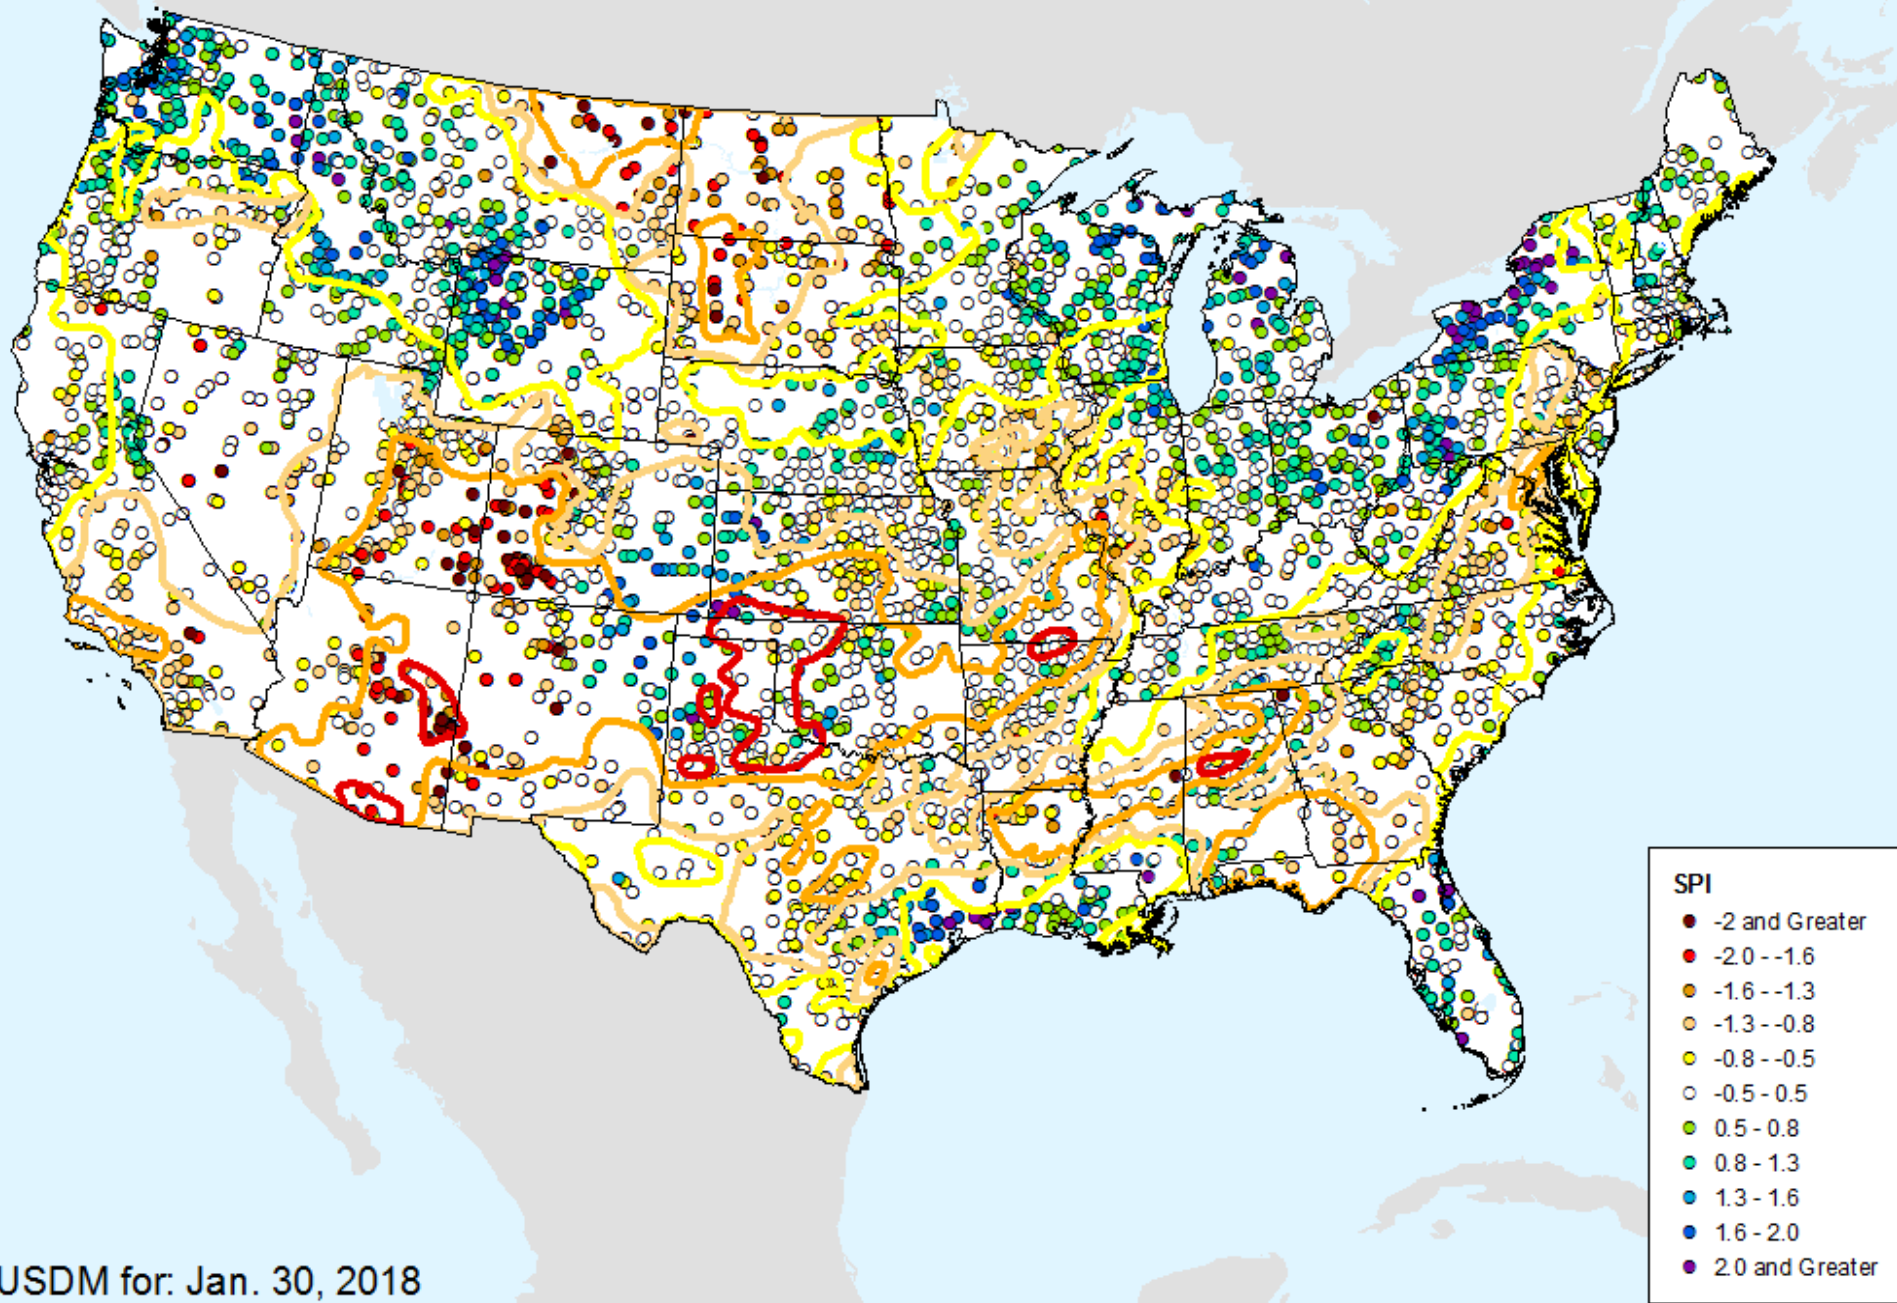 SPI
-2 and Greater
-2.0 - -1.6
-1.6 - -1.3
-1.3 - -0.8
-0.8 - -0.5
-0.5 - 0.5
0.5 - 0.8
0.8 - 1.3
1.3 - 1.6
1.6 - 2.0
2.0 and Greater
USDM for: Jan. 30, 2018